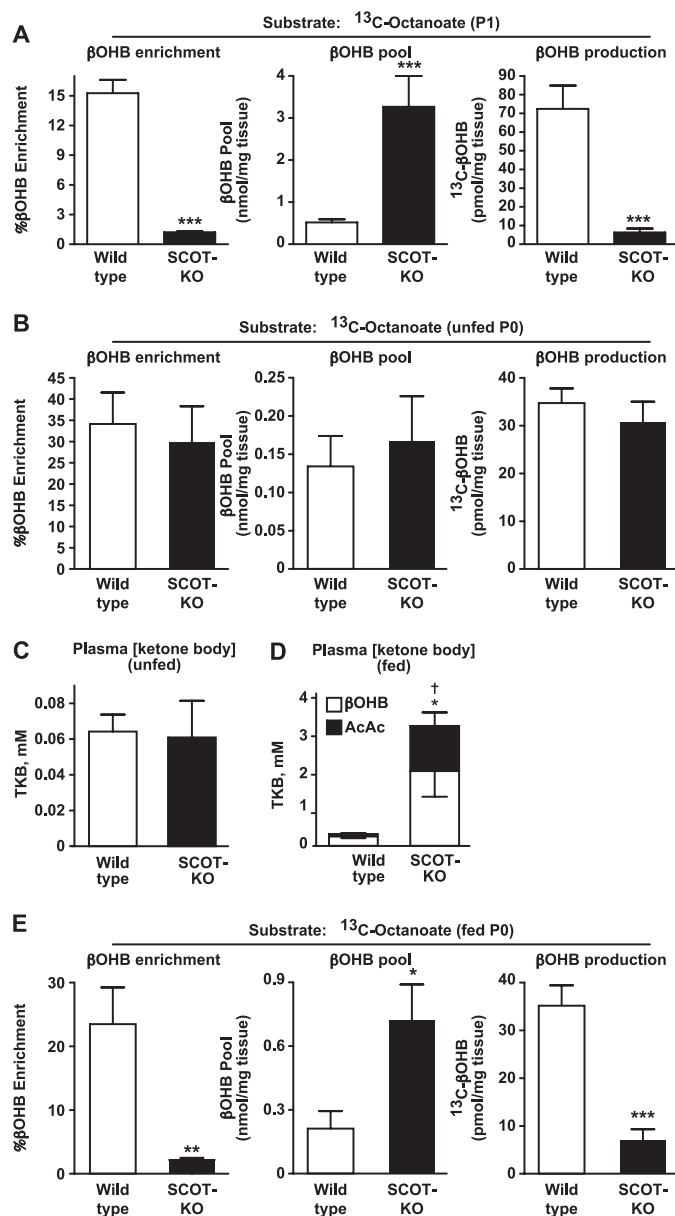 A
Substrate: ¹³C-Octanoate (P1)
βOHB enrichment
βOHB pool
βOHB production
%βOHB Enrichment
15
12
9
6
3
0
***
Wild type
SCOT-KO
βOHB Pool
(nmol/mg tissue)
4
3
2
1
0
***
Wild type
SCOT-KO
¹³C-βOHB
(pmol/mg tissue)
90
80
70
60
50
40
30
20
10
0
***
Wild type
SCOT-KO
B
Substrate: ¹³C-Octanoate (unfed P0)
βOHB enrichment
βOHB pool
βOHB production
%βOHB Enrichment
45
40
35
30
25
20
15
10
5
0
Wild type
SCOT-KO
βOHB Pool
(nmol/mg tissue)
0.25
0.20
0.15
0.10
0.05
0.00
Wild type
SCOT-KO
¹³C-βOHB
(pmol/mg tissue)
40
30
20
10
0
Wild type
SCOT-KO
C
Plasma [ketone body]
(unfed)
TKB, mM
0.08
0.06
0.04
0.02
0
Wild type
SCOT-KO
D
Plasma [ketone body]
(fed)
βOHB
AcAc
TKB, mM
4
3
2
1
0
†
*
Wild type
SCOT-KO
E
Substrate: ¹³C-Octanoate (fed P0)
βOHB enrichment
βOHB pool
βOHB production
%βOHB Enrichment
30
20
10
0
**
Wild type
SCOT-KO
βOHB Pool
(nmol/mg tissue)
0.9
0.6
0.3
0.0
*
Wild type
SCOT-KO
¹³C-βOHB
(pmol/mg tissue)
40
30
20
10
0
***
Wild type
SCOT-KO